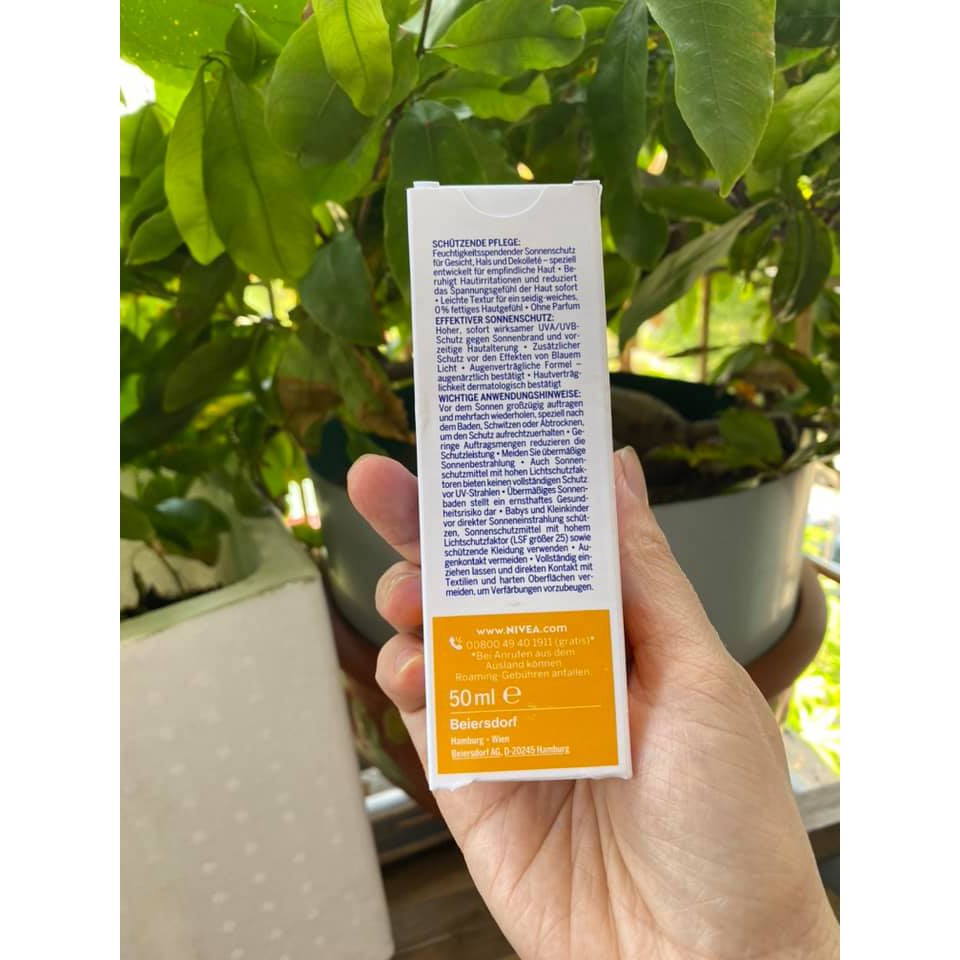 SCHÜTZENDE PFLEGE:
Feuchtigkeitsspendender Sonnenschutz
für Gesicht, Hals und Dekolleté – speziell
entwickelt für empfindliche Haut • Be-
ruhigt Hautirritationen und reduziert
das Spannungsgefühl der Haut sofort
• Leichte Textur für ein seidig-weiches,
0% fettiges Hautgefühl • Ohne Parfum
EFFEKTIVER SONNENSCHUTZ:
Hoher, sofort wirksamer UVA/UVB-
Schutz gegen Sonnenbrand und vor-
zeitige Hautalterung • Zusätzlicher
Schutz vor den Effekten von Blauem
Licht • Augenverträgliche Formel –
augenärztlich bestätigt • Hautverträg-
lichkeit dermatologisch bestätigt
WICHTIGE ANWENDUNGSHINWEISE:
Vor dem Sonnen großzügig auftragen
und mehrfach wiederholen, speziell nach
dem Baden, Schwitzen oder Abtrocknen,
um den Schutz aufrechtzuerhalten • Ge-
ringe Auftragsmengen reduzieren die
Schutzleistung • Meiden Sie übermäßige
Sonnenbestrahlung • Auch Sonnen-
schutzmittel mit hohen Lichtschutzfak-
toren bieten keinen vollständigen Schutz
vor UV-Strahlen • Übermäßiges Sonnen-
baden stellt ein ernsthaftes Gesund-
heitsrisiko dar • Babys und Kleinkinder
vor direkter Sonneneinstrahlung schüt-
zen, Sonnenschutzmittel mit hohem
Lichtschutzfaktor (LSF größer 25) sowie
schützende Kleidung verwenden • Au-
genkontakt vermeiden • Vollständig ein-
ziehen lassen und direkten Kontakt mit
Textilien und harten Oberflächen ver-
meiden, um Verfärbungen vorzubeugen.
www.NIVEA.com
00800 49 40 1911 (gratis)*
*Bei Anrufen aus dem
Ausland können
Roaming-Gebühren anfallen.
50 ml ℮
Beiersdorf
Hamburg • Wien
Beiersdorf AG, D-20245 Hamburg